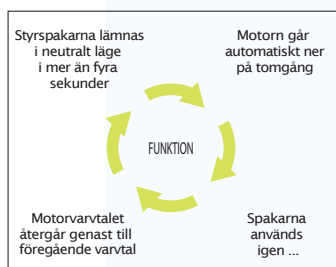 Styrspakarna lämnas
i neutralt läge
i mer än fyra
sekunder
Motorn går
automatiskt ner
på tomgång
FUNKTION
Spakarna
används
igen ...
Motorvarvtalet
återgår genast till
föregående varvtal